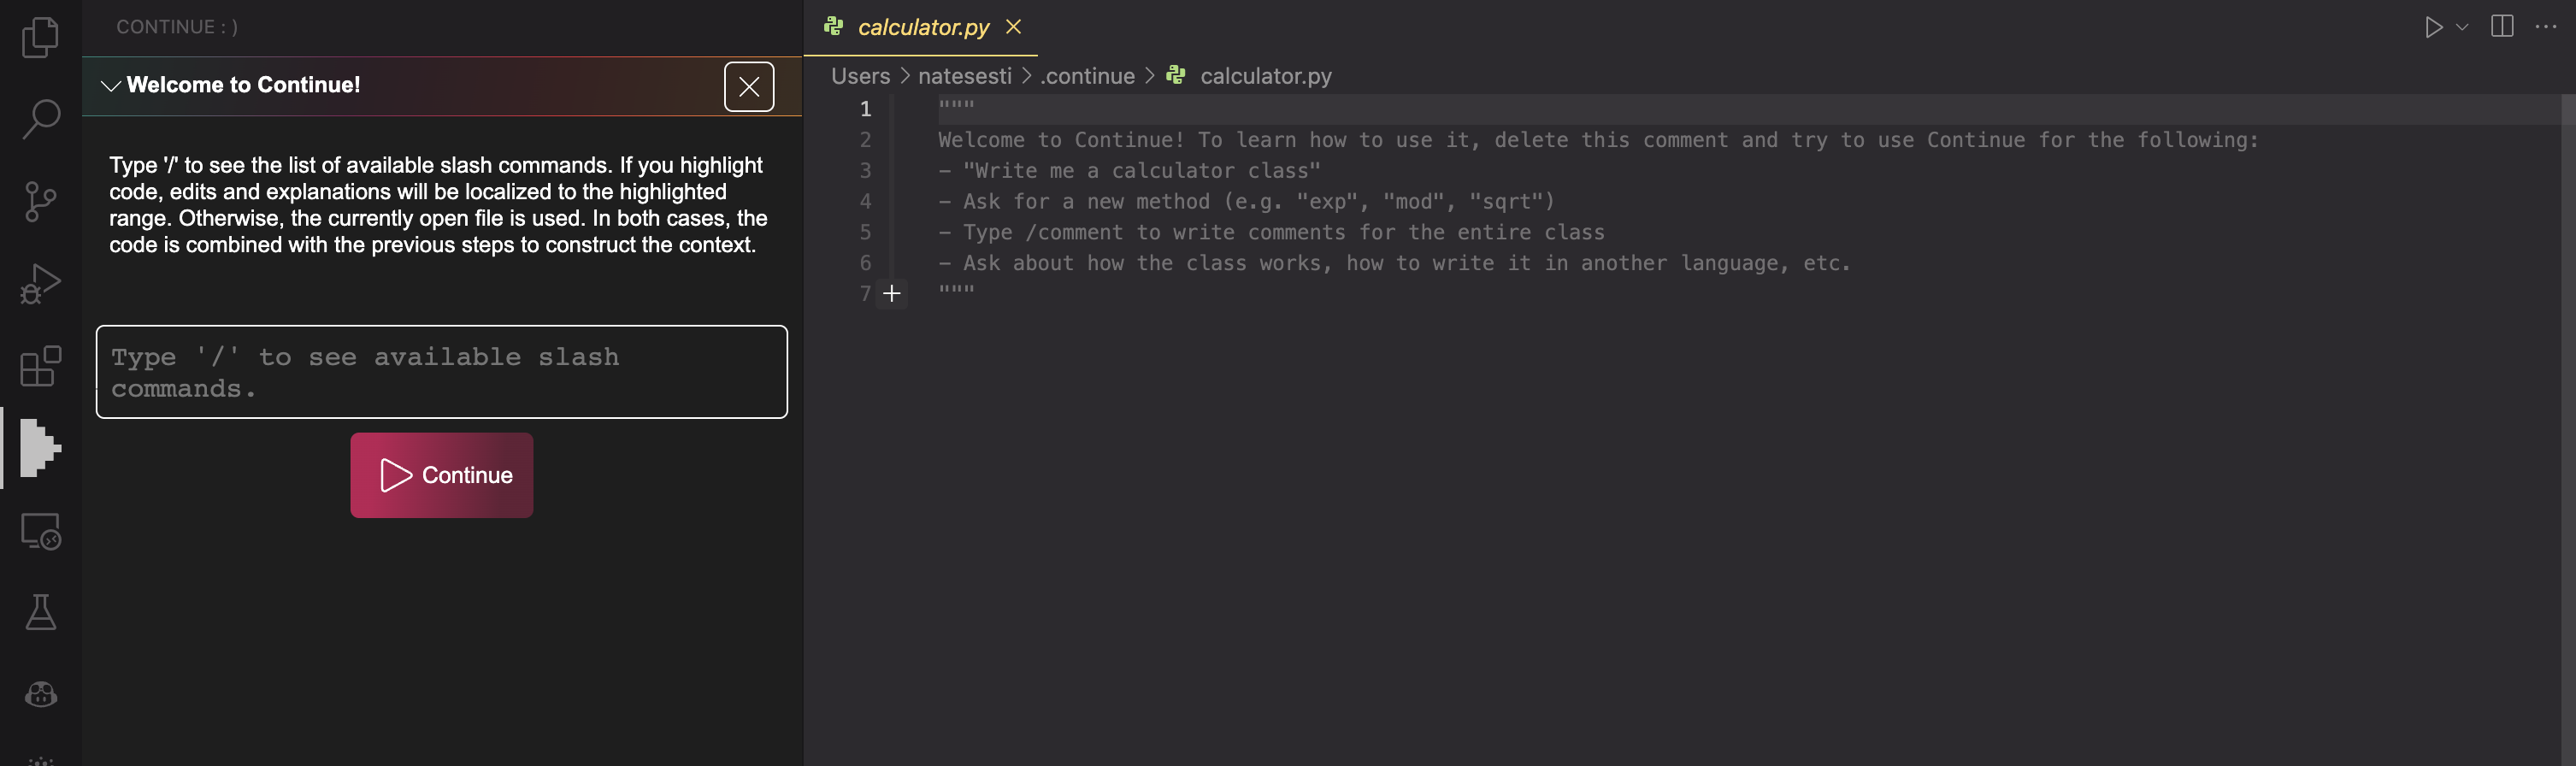 CONTINUE : )
Welcome to Continue!
Type '/' to see the list of available slash commands. If you highlight
code, edits and explanations will be localized to the highlighted
range. Otherwise, the currently open file is used. In both cases, the
code is combined with the previous steps to construct the context.
Type '/' to see available slash
commands.
Continue
calculator.py
Users > natesesti > .continue > calculator.py
1 """
2 Welcome to Continue! To learn how to use it, delete this comment and try to use Continue for the following:
3 - "Write me a calculator class"
4 - Ask for a new method (e.g. "exp", "mod", "sqrt")
5 - Type /comment to write comments for the entire class
6 - Ask about how the class works, how to write it in another language, etc.
7 + """